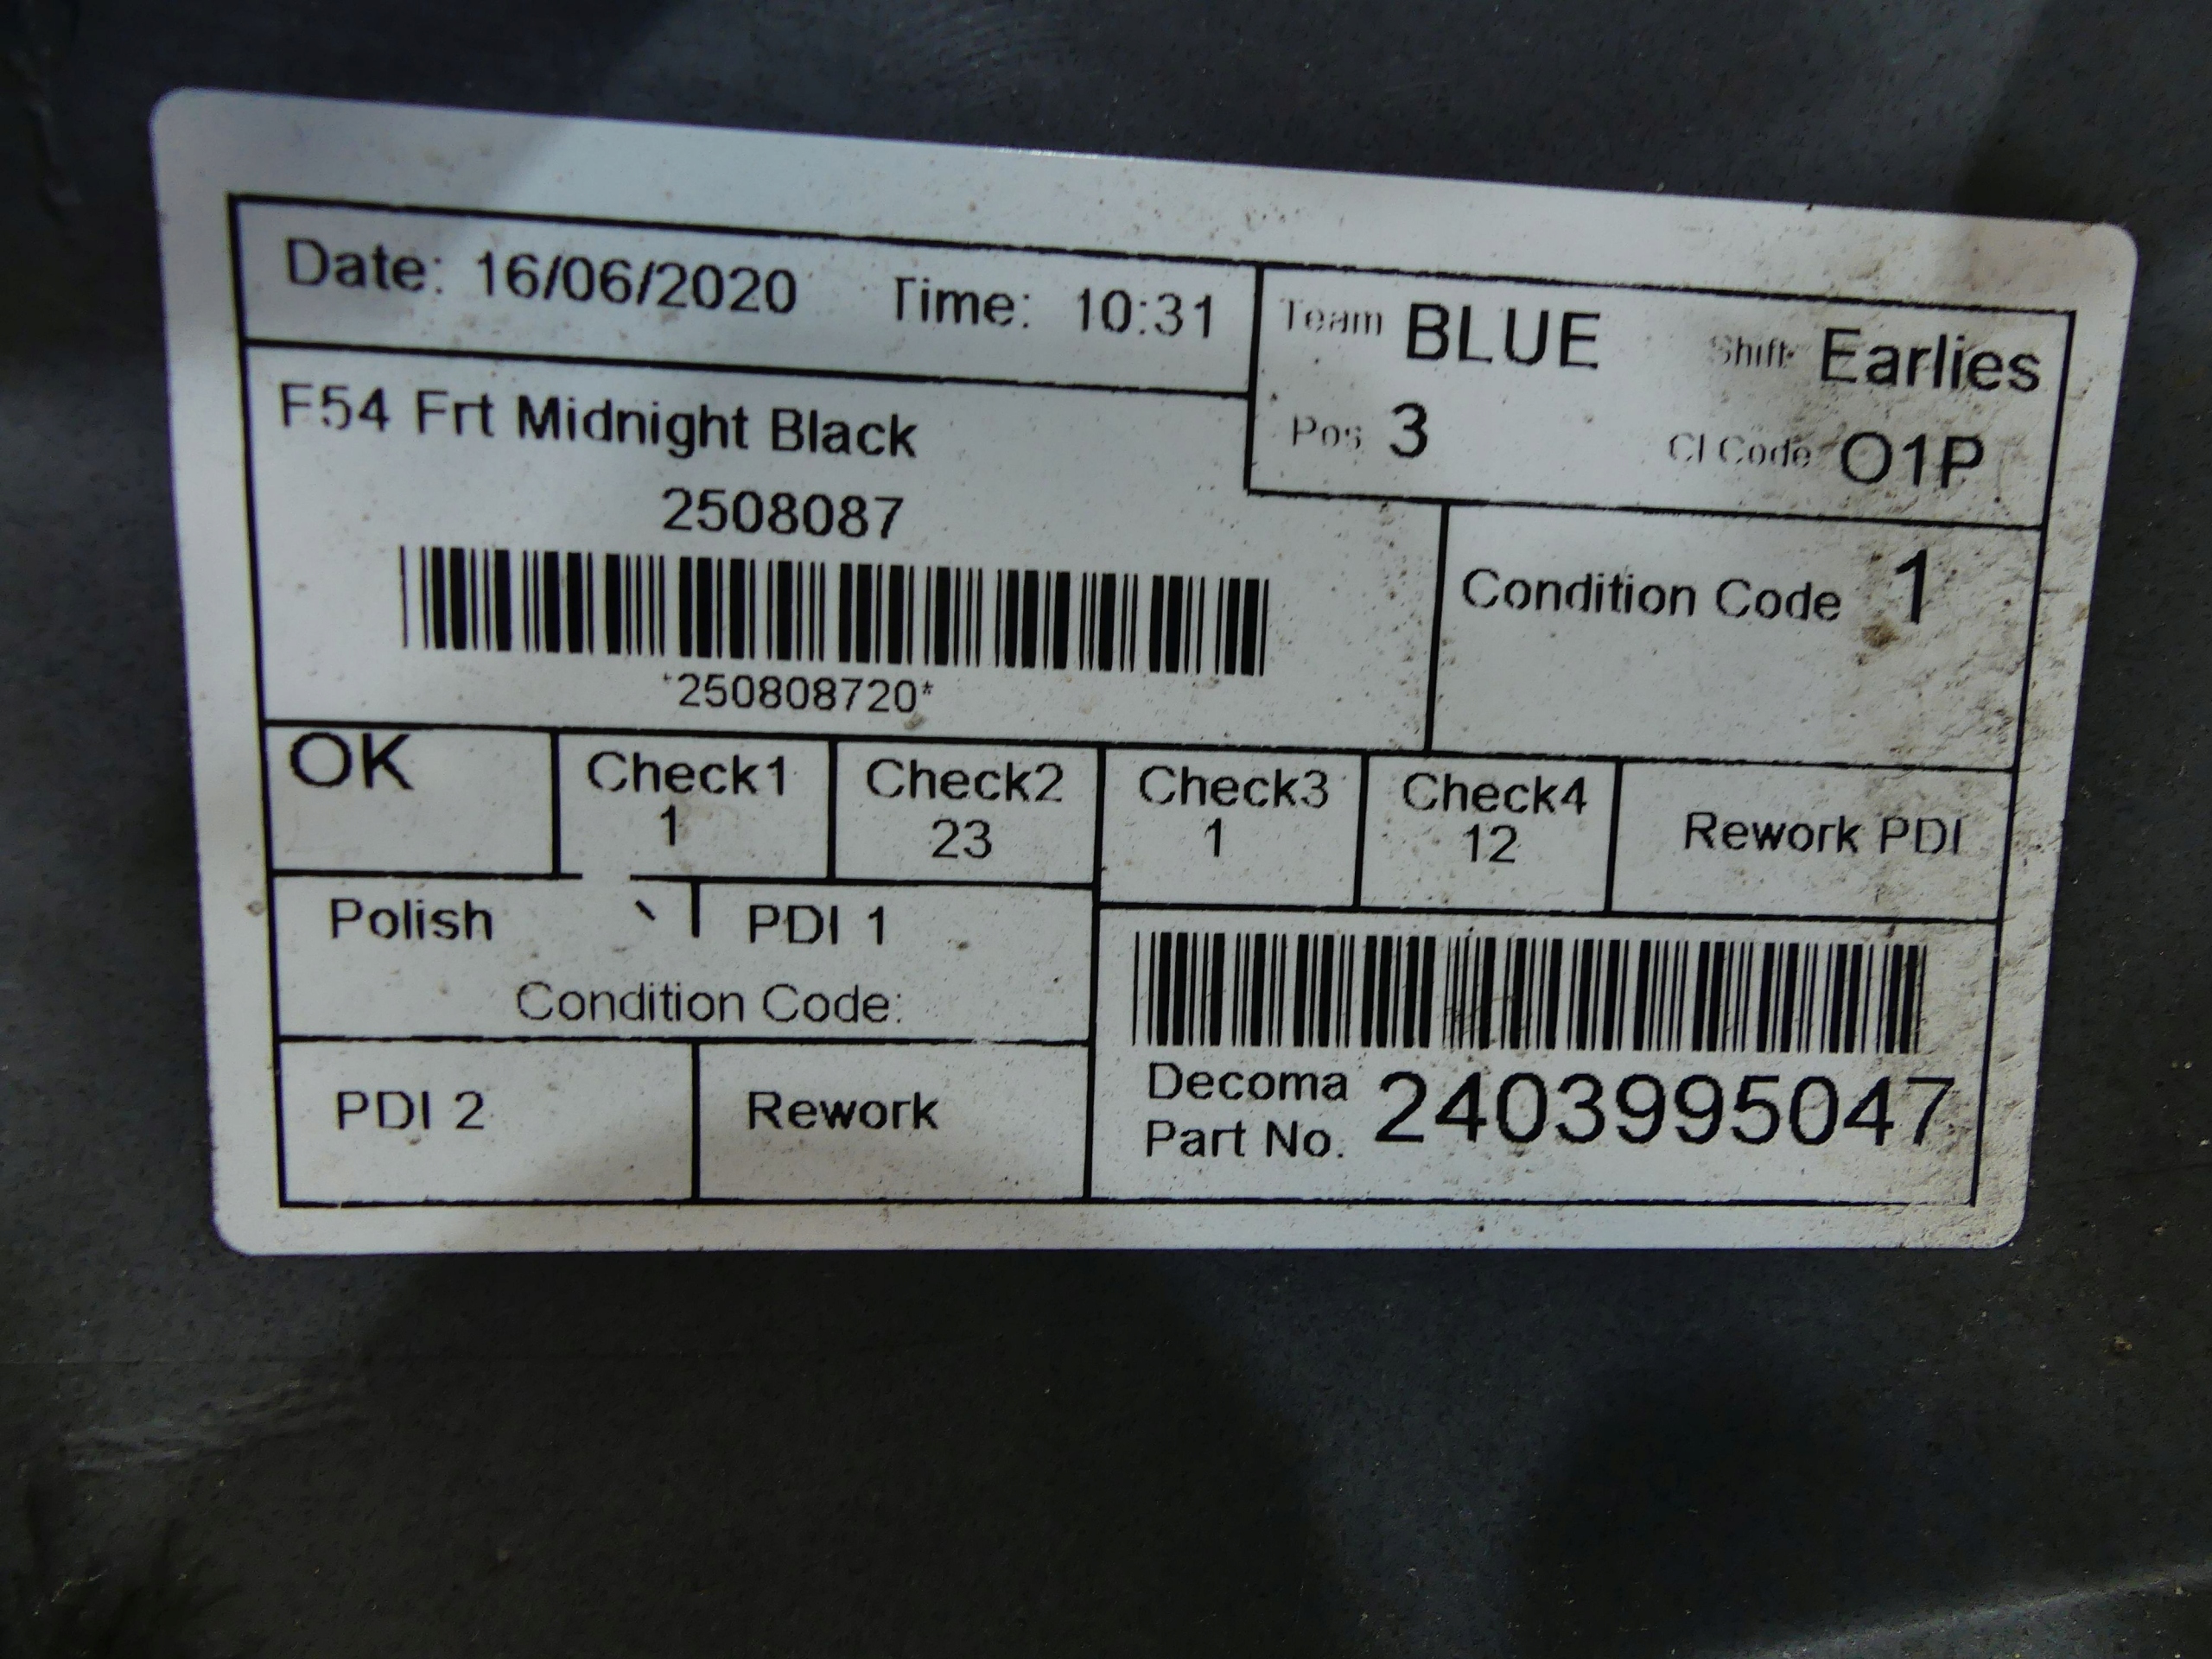 Date: 16/06/2020 Time: 10:31
Team BLUE Shift Earlies
Pos 3 CI Code O1P
F54 Frt Midnight Black
2508087
*250808720*
Condition Code 1
OK Check1 Check2 Check3 Check4 Rework PDI
1 23 1 12
Polish PDI 1
Condition Code:
PDI 2 Rework
Decoma
Part No. 2403995047